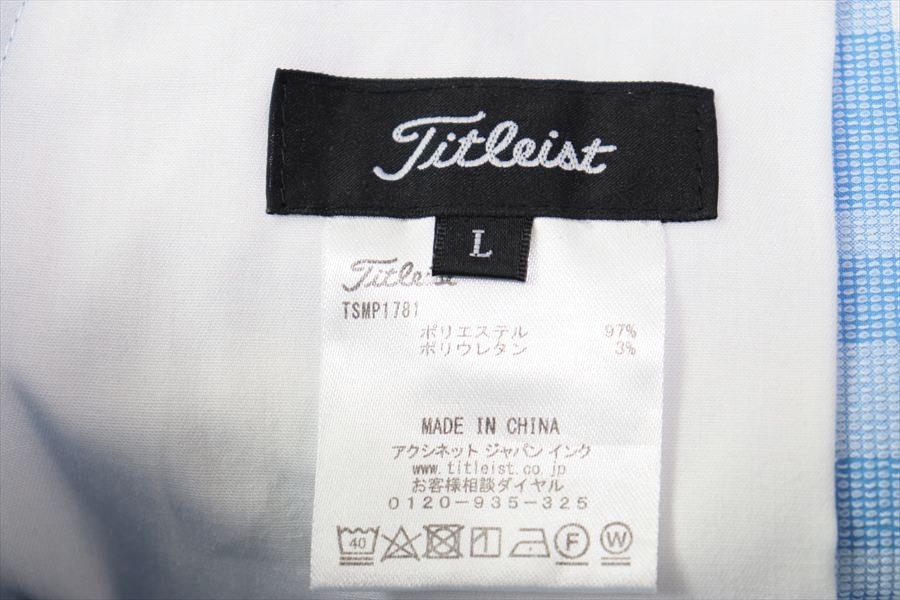 Titleist
L
Titleist
TSMP1781
ポリエステル 97%
ポリウレタン 3%
MADE IN CHINA
アクシネット ジャパン インク
www.titleist.co.jp
お客様相談ダイヤル
0120-935-325
40 F W